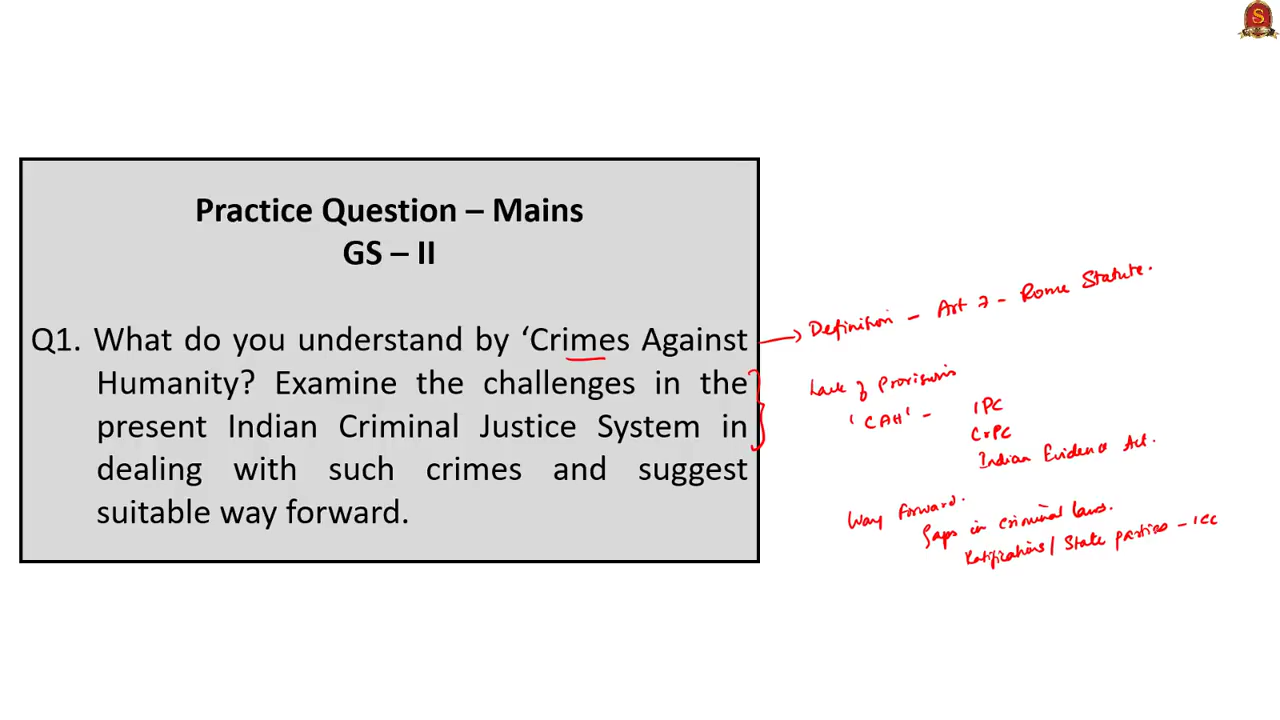 Practice Question – Mains
GS – II
Q1. What do you understand by ‘Crimes Against
Humanity? Examine the challenges in the
present Indian Criminal Justice System in
dealing with such crimes and suggest
suitable way forward.
Definition – Art 7 – Rome Statute.
Lack of provisions
'CAH' –
IPC
CrPC
Indian Evidence Act.
Way forward.
gaps in criminal laws.
Ratifications/ State parties – ICC
S